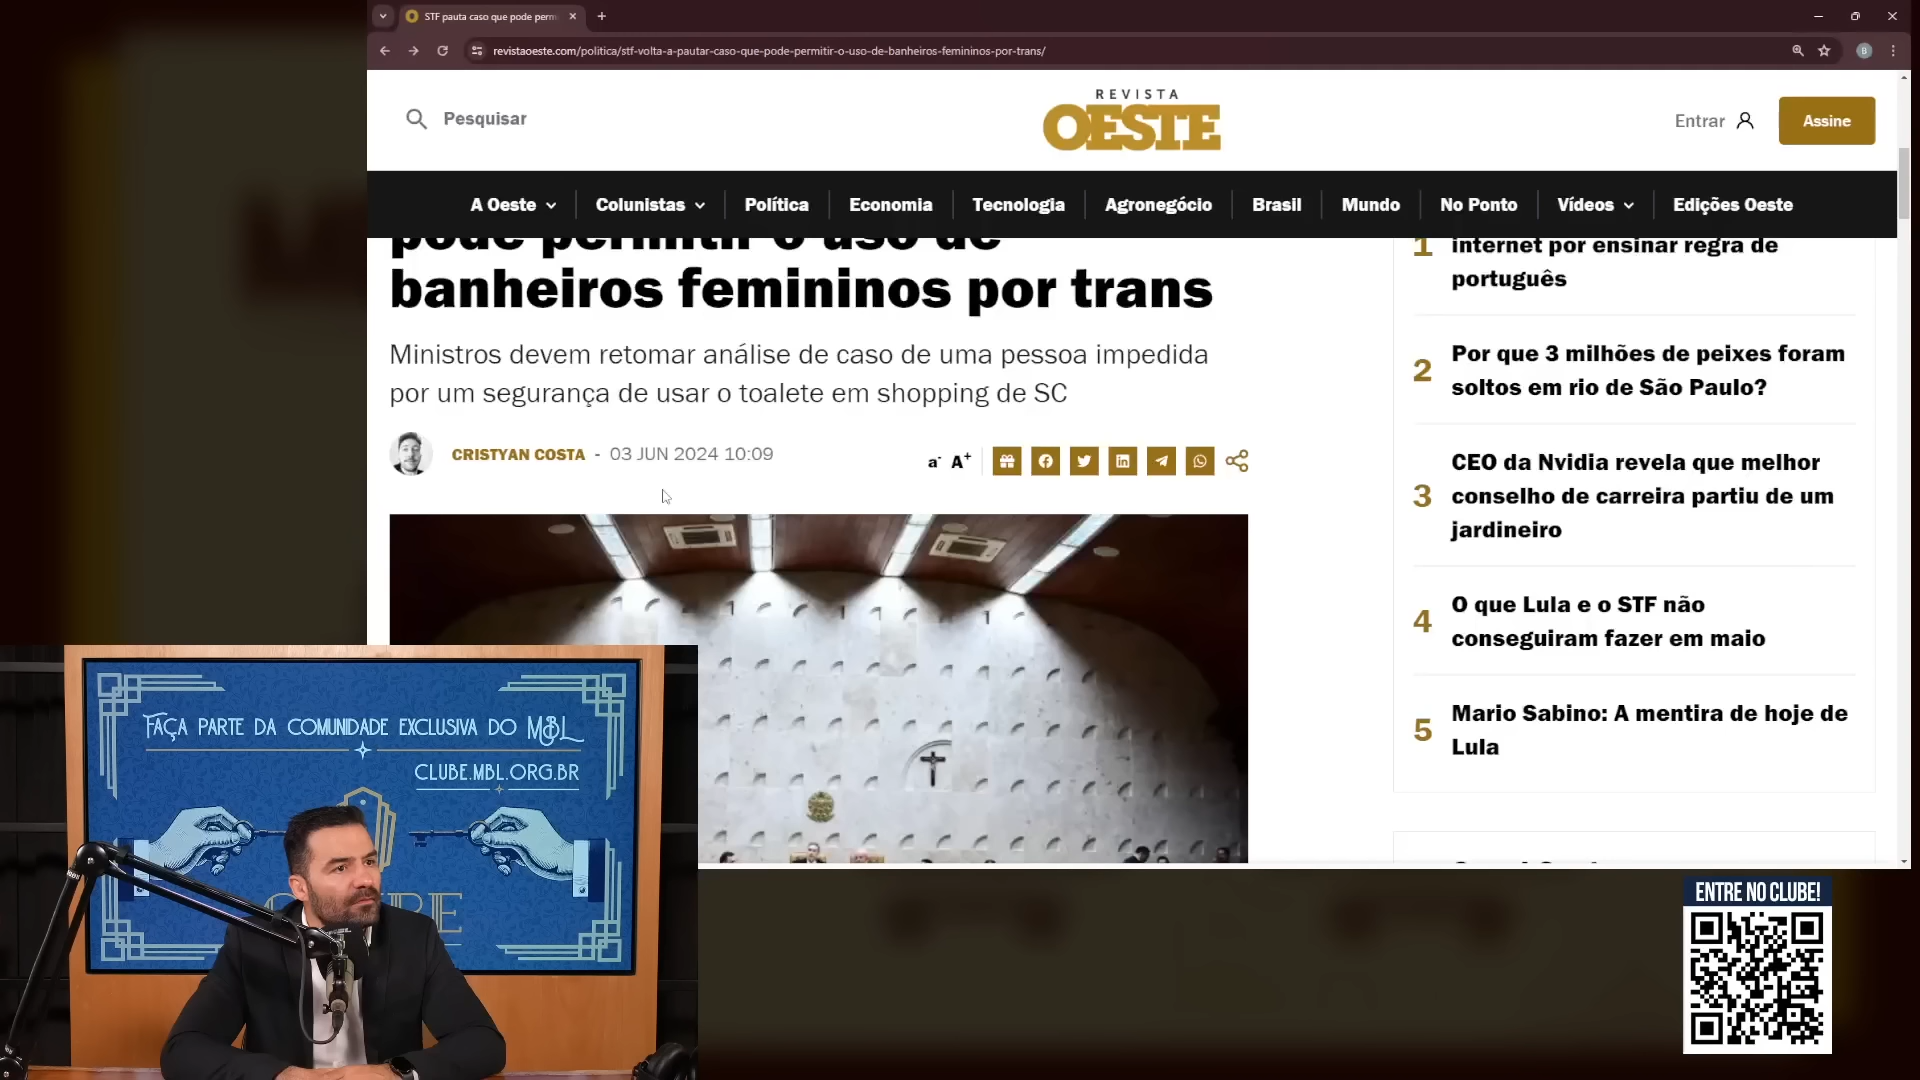 STF pauta caso que pode perm
revistaoeste.com/politica/stf-volta-a-pautar-caso-que-pode-permitir-o-uso-de-banheiros-femininos-por-trans/
B
Pesquisar
REVISTA
OESTE
Entrar
Assine
A Oeste
Colunistas
Política
Economia
Tecnologia
Agronegócio
Brasil
Mundo
No Ponto
Vídeos
Edições Oeste
pode permitir o uso de
banheiros femininos por trans
Ministros devem retomar análise de caso de uma pessoa impedida
por um segurança de usar o toalete em shopping de SC
CRISTYAN COSTA - 03 JUN 2024 10:09
a- A+
1
internet por ensinar regra de
português
2
Por que 3 milhões de peixes foram
soltos em rio de São Paulo?
3
CEO da Nvidia revela que melhor
conselho de carreira partiu de um
jardineiro
4
O que Lula e o STF não
conseguiram fazer em maio
5
Mario Sabino: A mentira de hoje de
Lula
FAÇA PARTE DA COMUNIDADE EXCLUSIVA DO MBL
CLUBE.MBL.ORG.BR
ENTRE NO CLUBE!